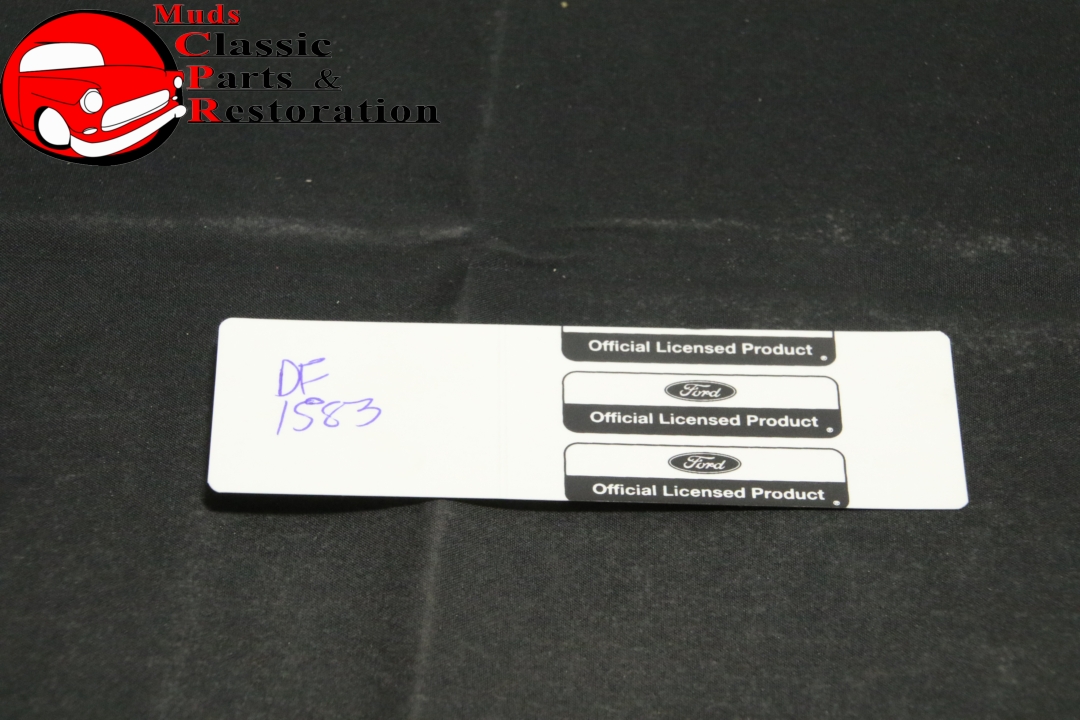 Muds
Classic
Parts &
Restoration
DF
1583
Official Licensed Product ®
Ford
Official Licensed Product ®
Ford
Official Licensed Product ®